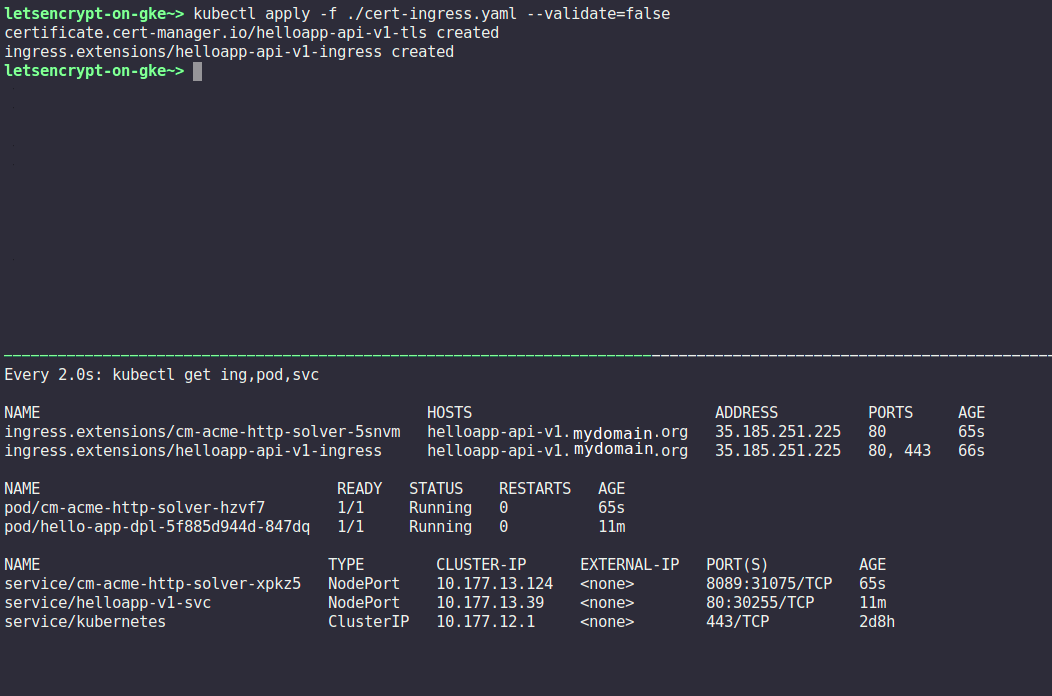 letsencrypt-on-gke~> kubectl apply -f ./cert-ingress.yaml --validate=false
certificate.cert-manager.io/helloapp-api-v1-tls created
ingress.extensions/helloapp-api-v1-ingress created
letsencrypt-on-gke~>
Every 2.0s: kubectl get ing,pod,svc
NAME HOSTS ADDRESS PORTS AGE
ingress.extensions/cm-acme-http-solver-5snvm helloapp-api-v1.mydomain.org 35.185.251.225 80 65s
ingress.extensions/helloapp-api-v1-ingress helloapp-api-v1.mydomain.org 35.185.251.225 80, 443 66s
NAME READY STATUS RESTARTS AGE
pod/cm-acme-http-solver-hzvf7 1/1 Running 0 65s
pod/hello-app-dpl-5f885d944d-847dq 1/1 Running 0 11m
NAME TYPE CLUSTER-IP EXTERNAL-IP PORT(S) AGE
service/cm-acme-http-solver-xpkz5 NodePort 10.177.13.124 <none> 8089:31075/TCP 65s
service/helloapp-v1-svc NodePort 10.177.13.39 <none> 80:30255/TCP 11m
service/kubernetes ClusterIP 10.177.12.1 <none> 443/TCP 2d8h